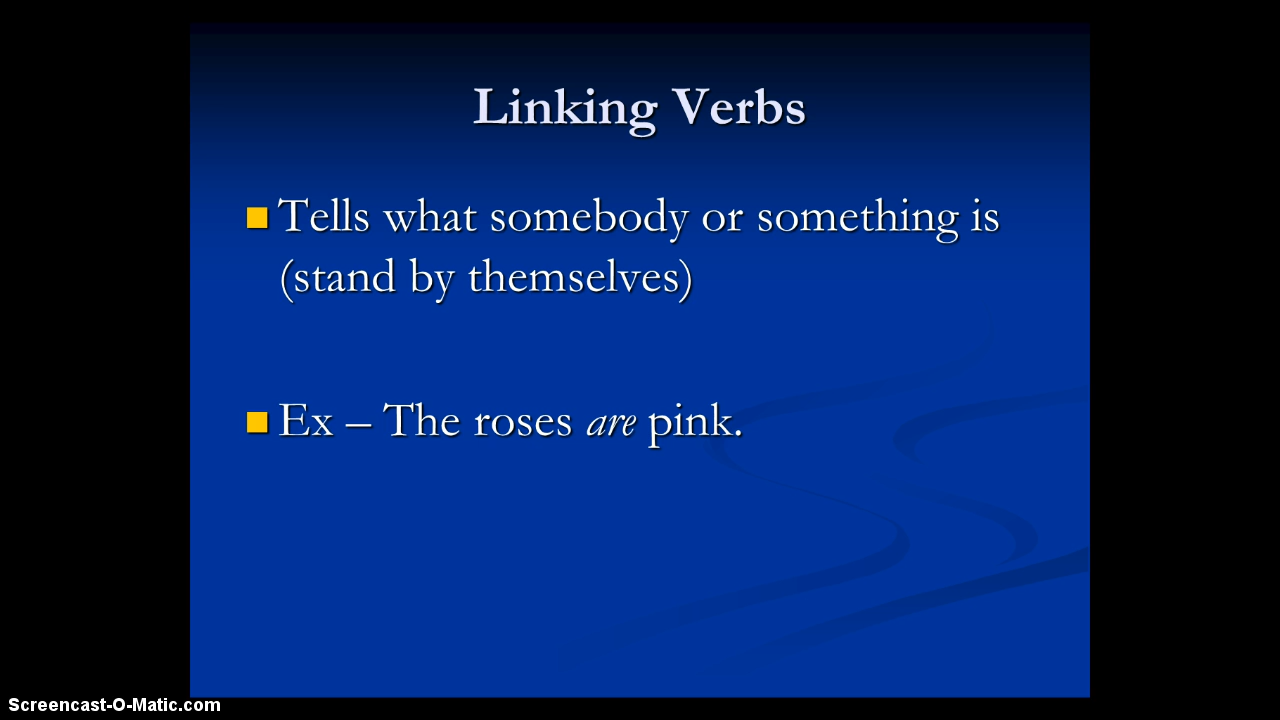 Linking Verbs
Tells what somebody or something is
(stand by themselves)
Ex – The roses are pink.
Screencast-O-Matic.com